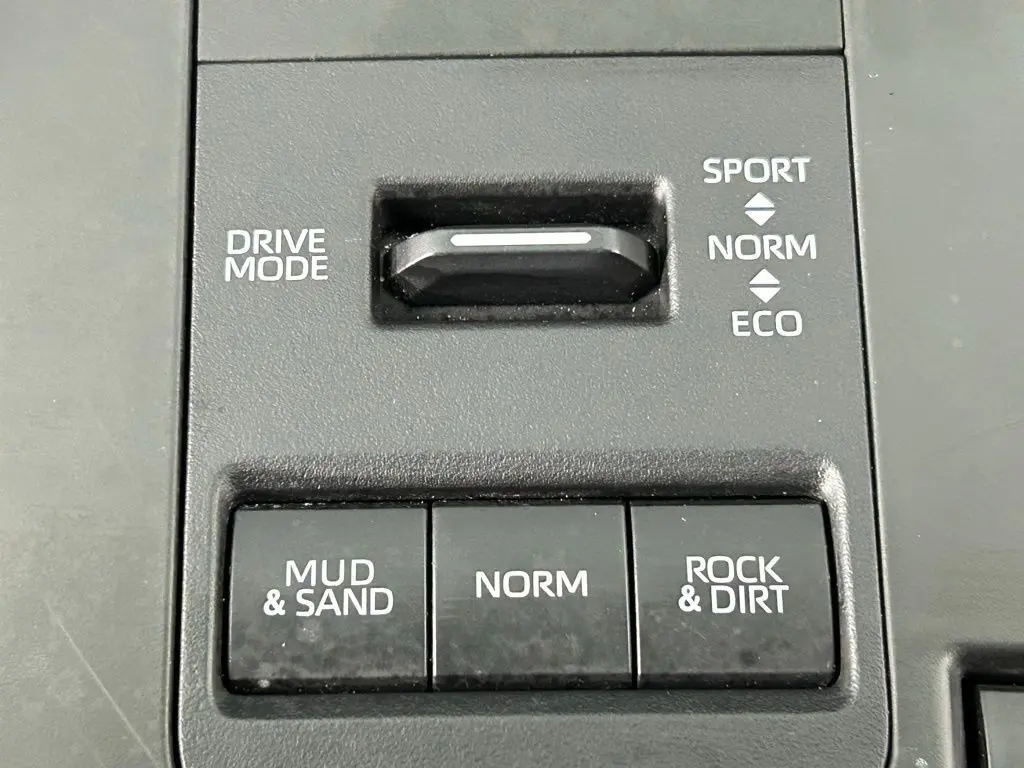 DRIVE
MODE
SPORT
NORM
ECO
MUD
& SAND
NORM
ROCK
& DIRT